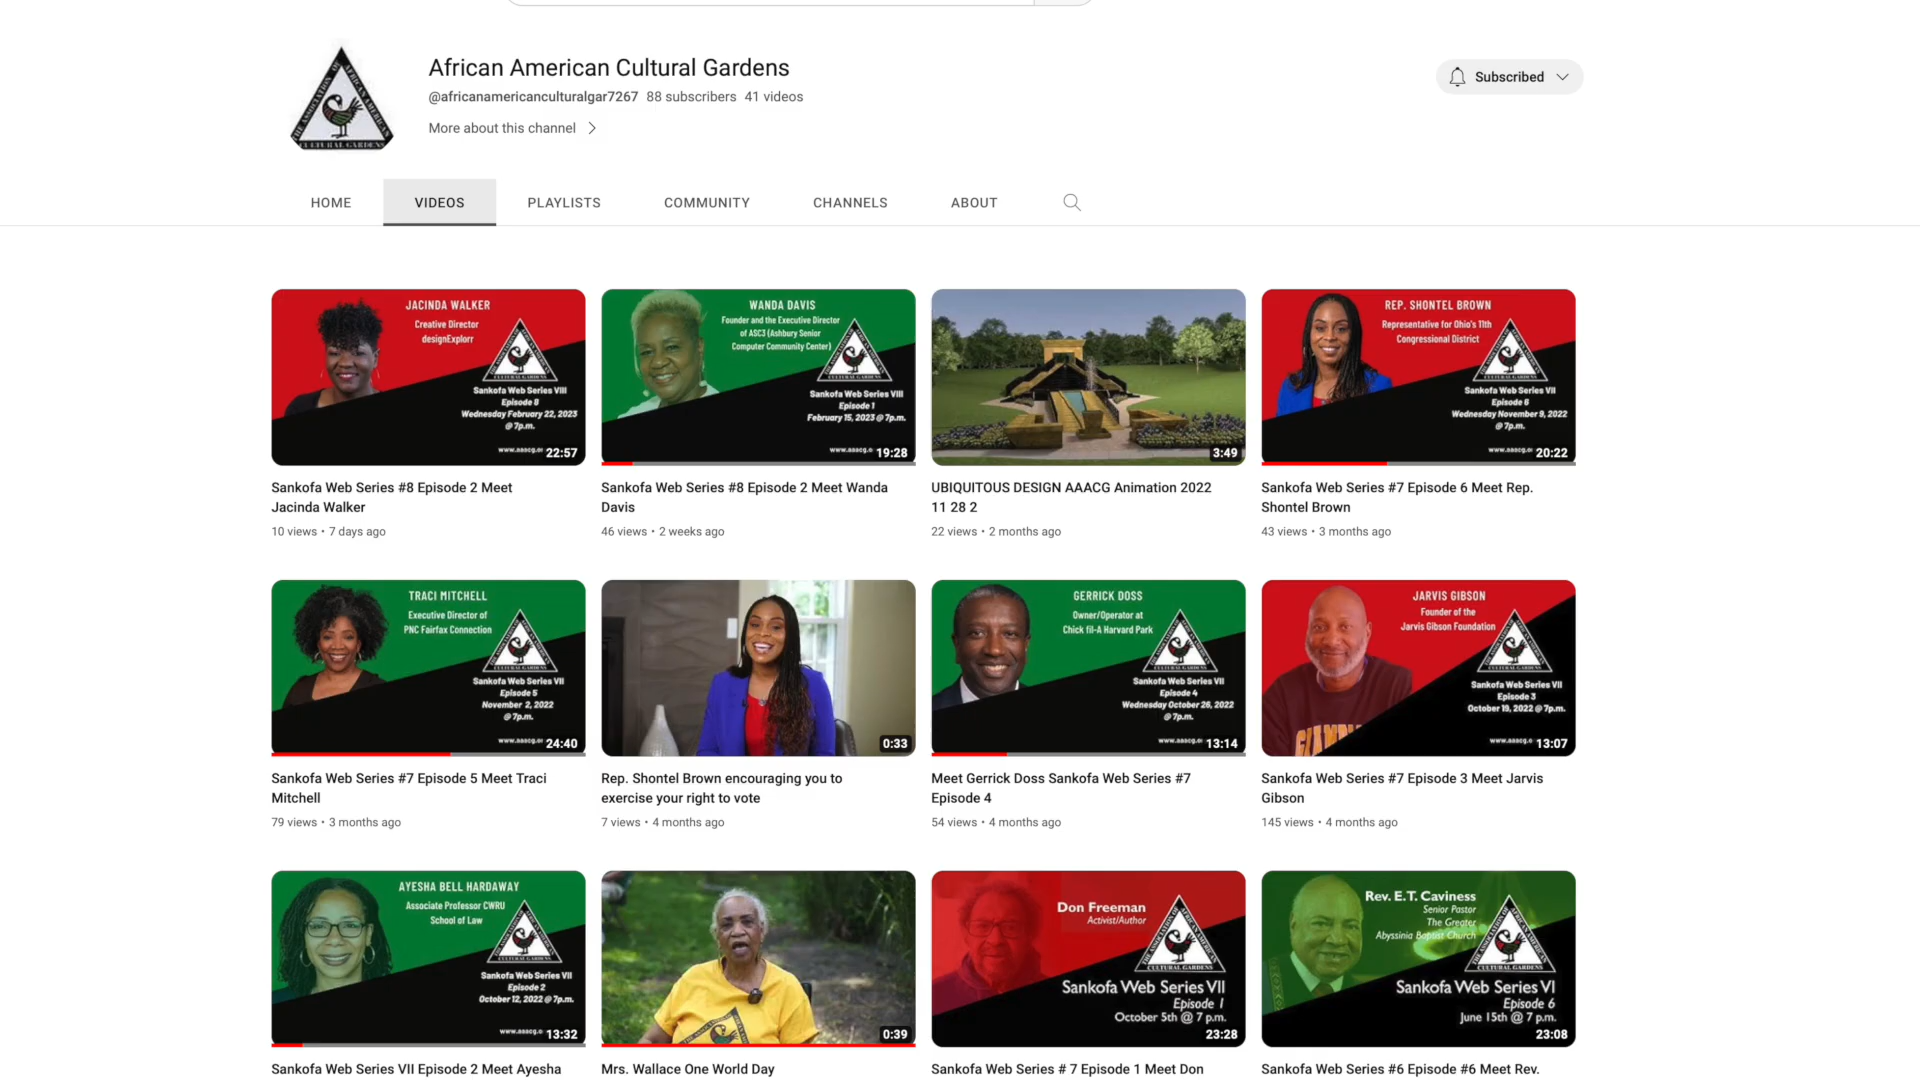 African American Cultural Gardens
@africanamericanculturalgar7267 88 subscribers 41 videos
More about this channel
Subscribed
HOME VIDEOS PLAYLISTS COMMUNITY CHANNELS ABOUT
JACINDA WALKER
Creative Director
designExplorr
Sankofa Web Series VIII
Episode 8
Wednesday February 22, 2023
@ 7p.m.
22:57
Sankofa Web Series #8 Episode 2 Meet
Jacinda Walker
10 views • 7 days ago
WANDA DAVIS
Founder and the Executive Director
of ASC3 (Ashbury Senior
Computer Community Center)
Sankofa Web Series VIII
Episode 1
February 15, 2023 @ 7p.m.
19:28
Sankofa Web Series #8 Episode 2 Meet Wanda
Davis
46 views • 2 weeks ago
3:49
UBIQUITOUS DESIGN AAACG Animation 2022
11 28 2
22 views • 2 months ago
REP. SHONTEL BROWN
Representative for Ohio's 11th
Congressional District
Sankofa Web Series VII
Episode 6
Wednesday November 9, 2022
@ 7p.m.
20:22
Sankofa Web Series #7 Episode 6 Meet Rep.
Shontel Brown
43 views • 3 months ago
TRACI MITCHELL
Executive Director of
PNC Fairfax Connection
Sankofa Web Series VII
Episode 5
November 2, 2022
@ 7p.m.
24:40
Sankofa Web Series #7 Episode 5 Meet Traci
Mitchell
79 views • 3 months ago
0:33
Rep. Shontel Brown encouraging you to
exercise your right to vote
7 views • 4 months ago
GERRICK DOSS
Owner/Operator at
Chick fil-A Harvard Park
Sankofa Web Series VII
Episode 4
Wednesday October 26, 2022
@ 7p.m.
13:14
Meet Gerrick Doss Sankofa Web Series #7
Episode 4
54 views • 4 months ago
JARVIS GIBSON
Founder of the
Jarvis Gibson Foundation
Sankofa Web Series VII
Episode 3
October 19, 2022 @ 7p.m.
13:07
Sankofa Web Series #7 Episode 3 Meet Jarvis
Gibson
145 views • 4 months ago
AYESHA BELL HARDAWAY
Associate Professor CWRU
School of Law
Sankofa Web Series VII
Episode 2
October 12, 2022 @ 7p.m.
13:32
Sankofa Web Series VII Episode 2 Meet Ayesha
0:39
Mrs. Wallace One World Day
Don Freeman
Activist/Author
Sankofa Web Series VII
Episode 1
October 5th @ 7 p.m.
23:28
Sankofa Web Series # 7 Episode 1 Meet Don
Rev. E.T. Caviness
Senior Pastor
The Greater
Abyssinia Baptist Church
Sankofa Web Series VI
Episode 6
June 15th @ 7 p.m.
23:08
Sankofa Web Series #6 Episode #6 Meet Rev.